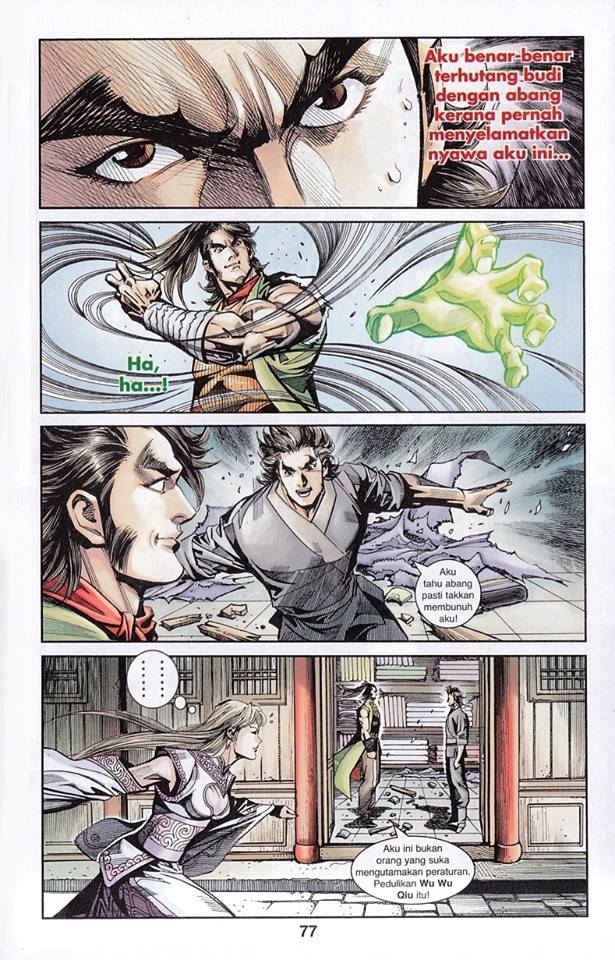 Aku benar-benar
terhutang budi
dengan abang
kerana pernah
menyelamatkan
nyawa aku ini...
Ha,
ha...!
Aku
tahu abang
pasti takkan
membunuh
aku!
Aku ini bukan
orang yang suka
mengutamakan peraturan.
Pedulikan Wu Wu
Qiu itu!
77